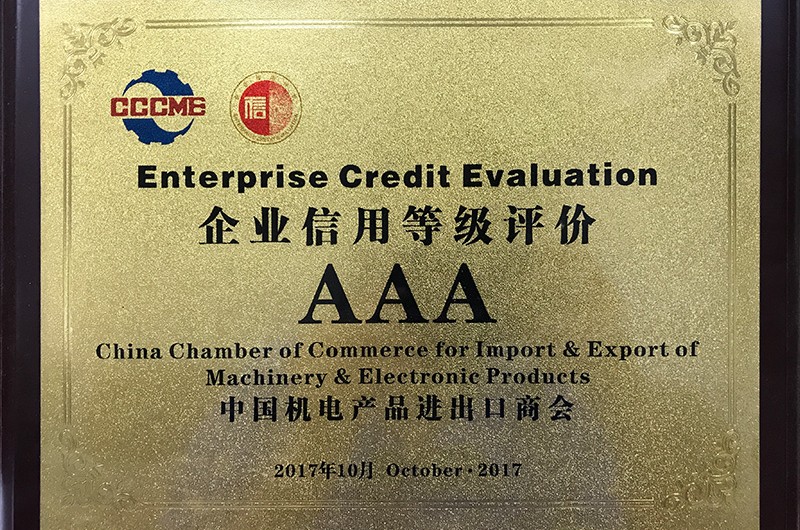 CCCME
信
Enterprise Credit Evaluation
企业信用等级评价
AAA
China Chamber of Commerce for Import & Export of
Machinery & Electronic Products
中国机电产品进出口商会
2017年10月 October·2017